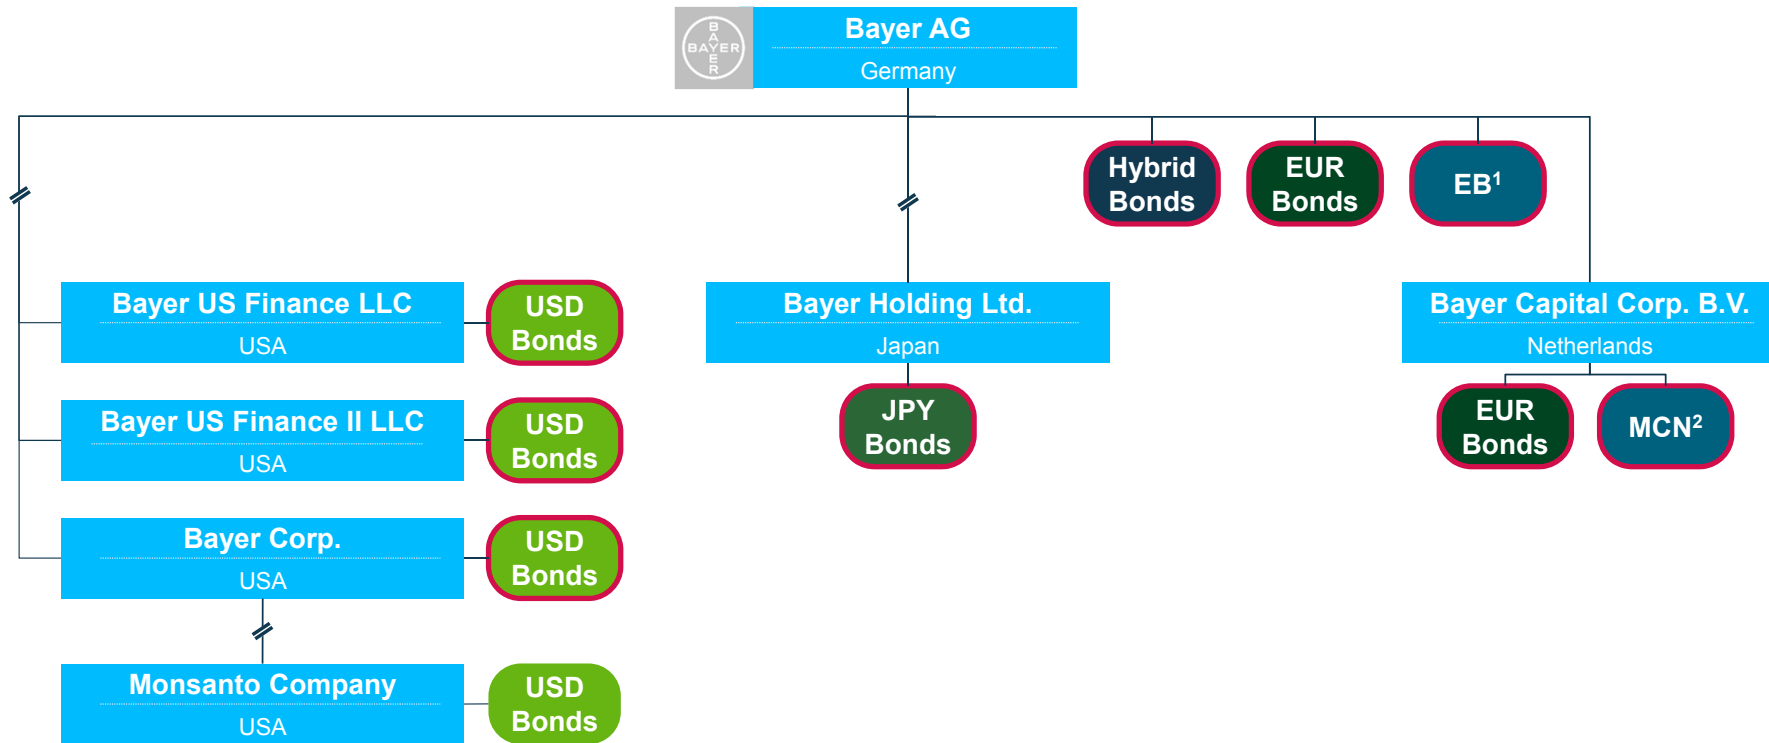 BAYER
BAYER
Bayer AG
Germany
Hybrid
Bonds
EUR
Bonds
EB¹
Bayer US Finance LLC
USA
USD
Bonds
Bayer Holding Ltd.
Japan
Bayer Capital Corp. B.V.
Netherlands
Bayer US Finance II LLC
USA
USD
Bonds
JPY
Bonds
EUR
Bonds
MCN²
Bayer Corp.
USA
USD
Bonds
Monsanto Company
USA
USD
Bonds